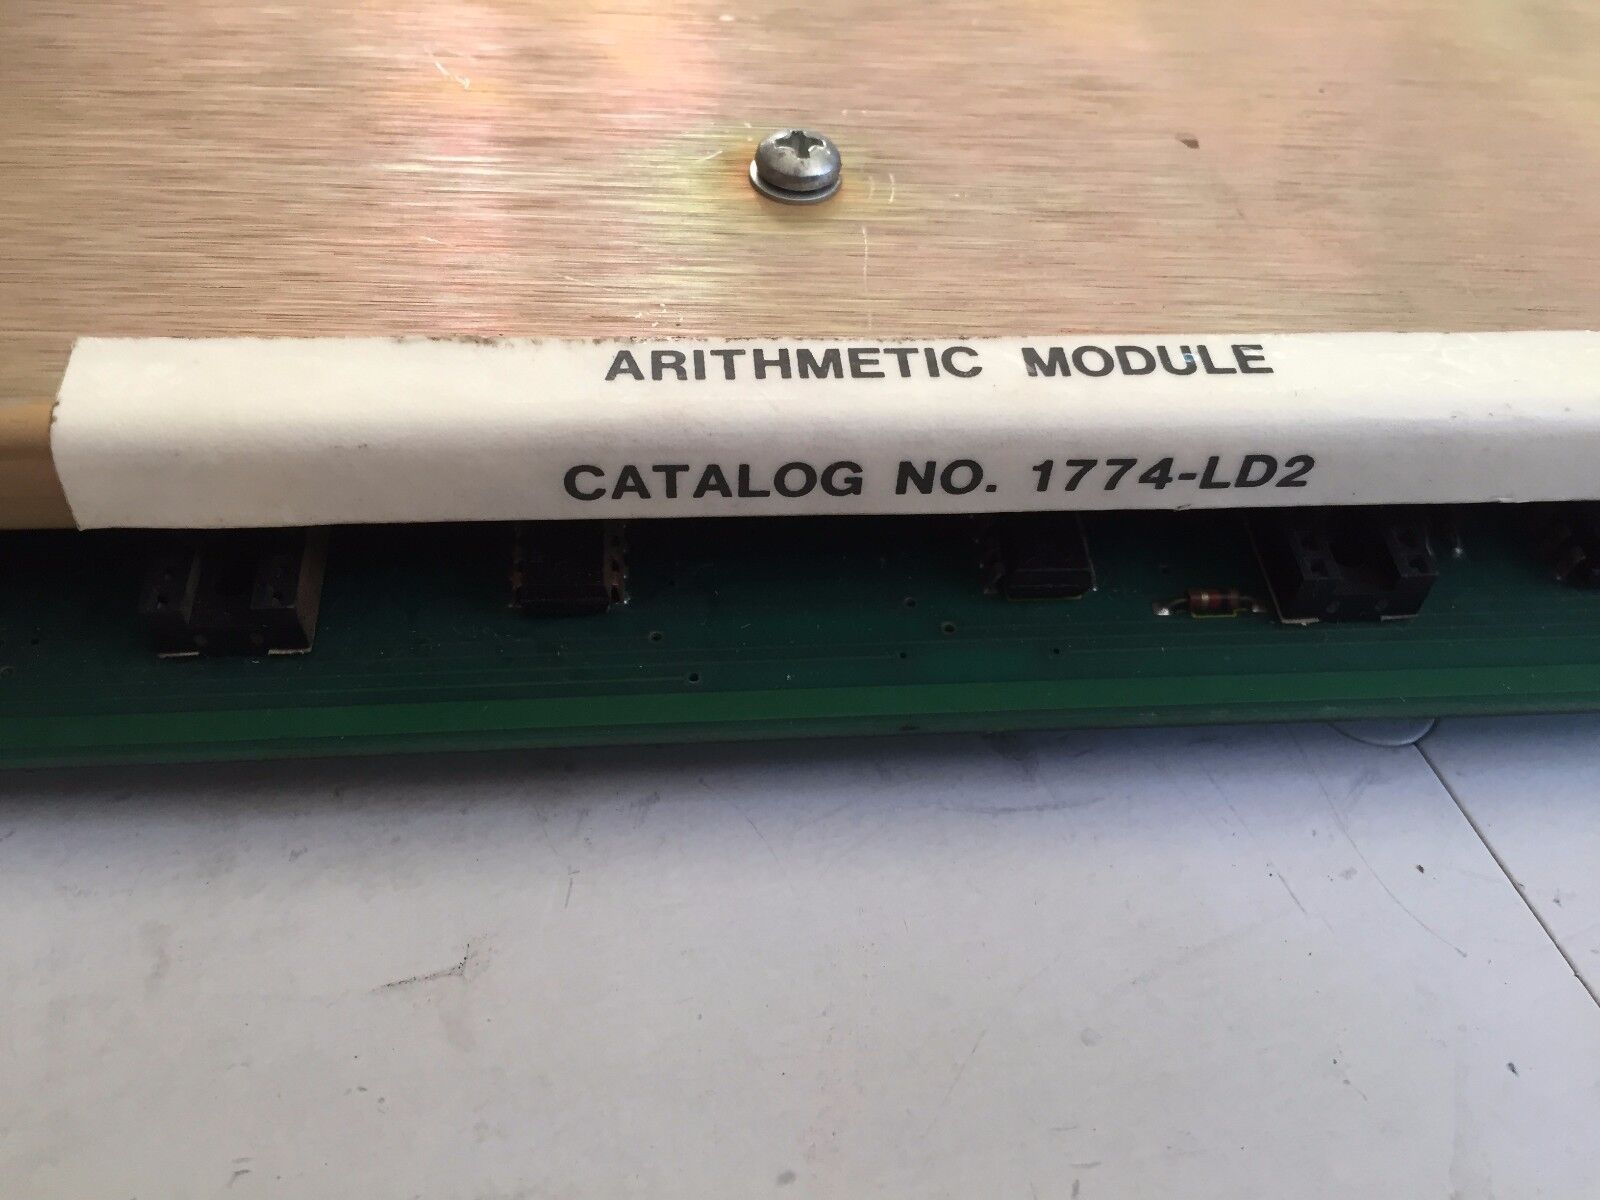 ARITHMETIC MODULE
CATALOG NO. 1774-LD2